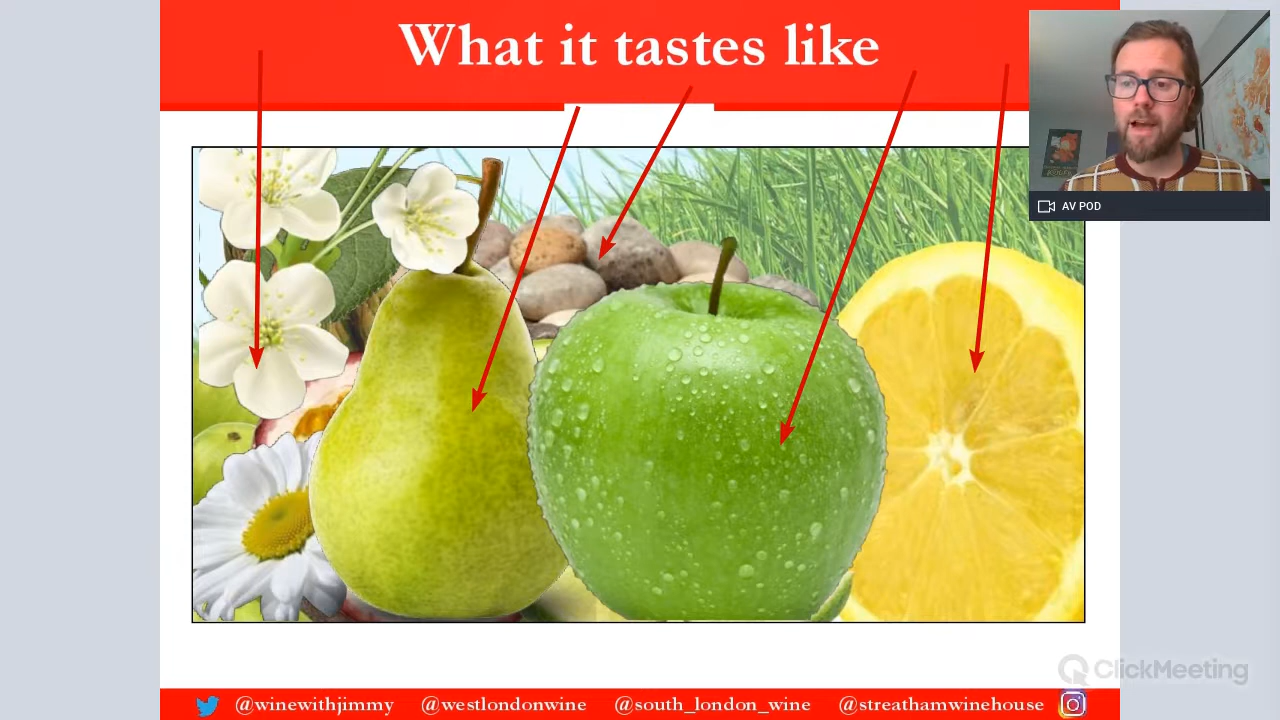 What it tastes like
AV POD
ClickMeeting
@winewithjimmy @westlondonwine @south_london_wine @streathamwinehouse